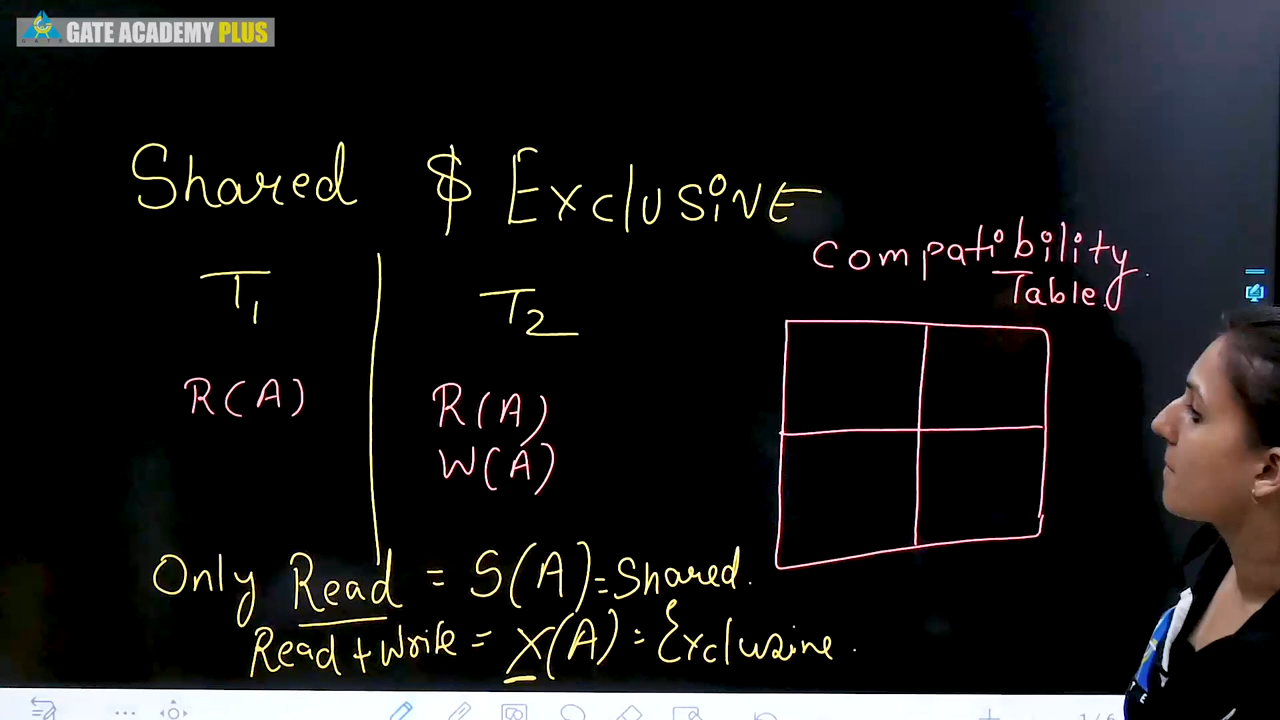 GATE ACADEMY PLUS
Shared & ExclusivE
Compatibility
Table
T1
T2
R(A)
R(A)
W(A)
Only Read = S(A) = Shared.
Read + Write = X(A) = Exclusive.